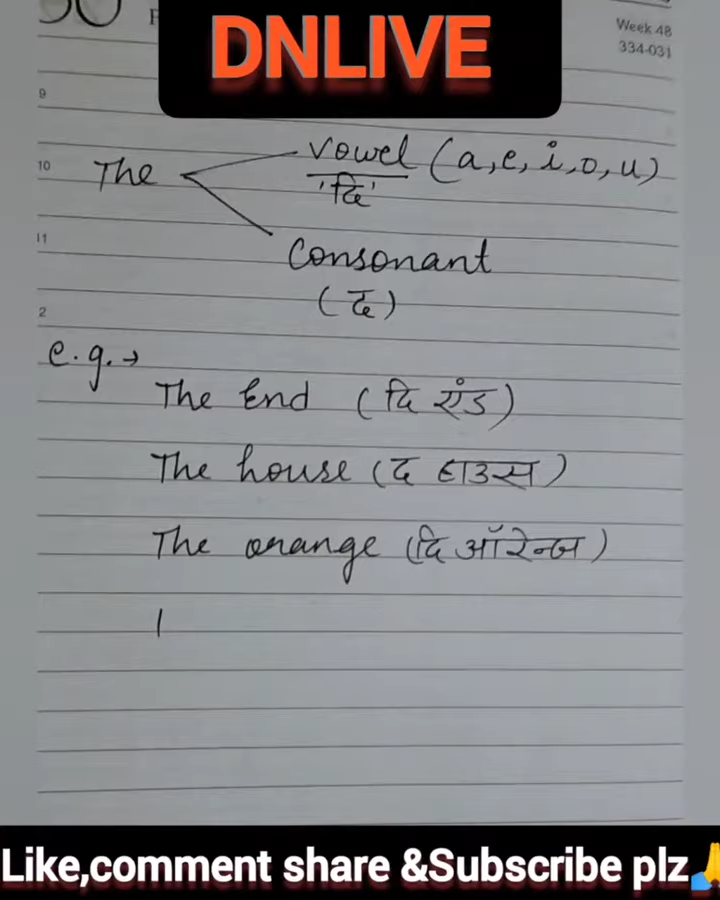 DNLIVE
Week 48
334-031
9
10
The
Vowel (a, e, i, o, u)
'दि'
11
Consonant
(द)
2
e.g. →
The End (दि एंड)
The house (द हाउस)
The orange (दि ऑरेन्ज)
Like,comment share &Subscribe plz🙏